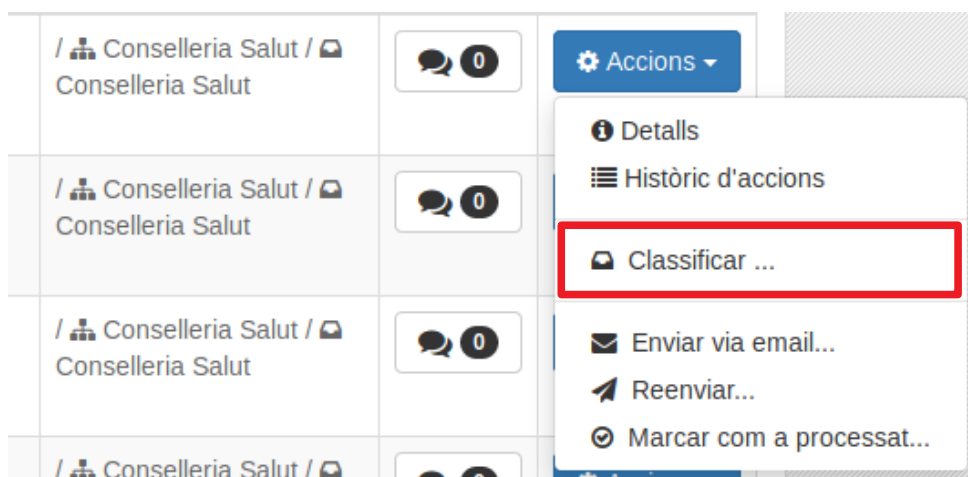 / Conselleria Salut /
Conselleria Salut
0
Accions
Detalls
Històric d'accions
/ Conselleria Salut /
Conselleria Salut
0
Classificar ...
/ Conselleria Salut /
Conselleria Salut
0
Enviar via email...
Reenviar...
Marcar com a processat...
/ Conselleria Salut /